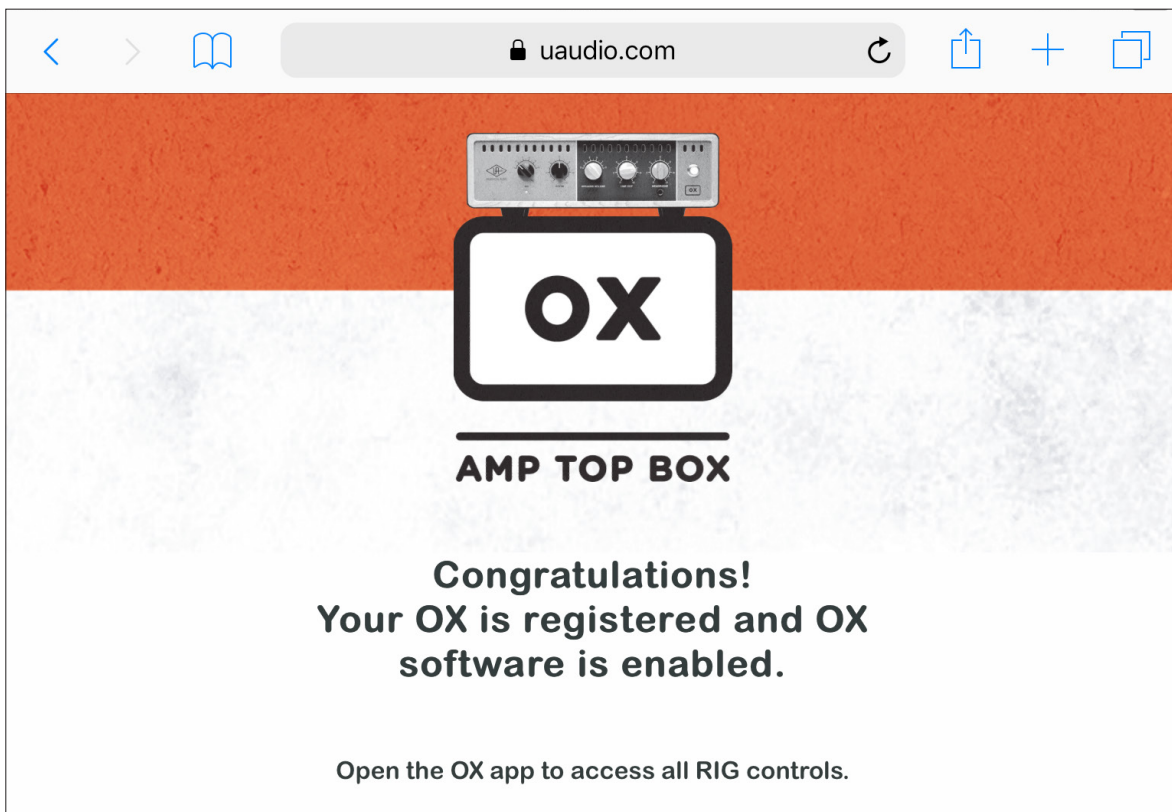 uaudio.com
OX
OX
AMP TOP BOX
Congratulations!
Your OX is registered and OX
software is enabled.
Open the OX app to access all RIG controls.